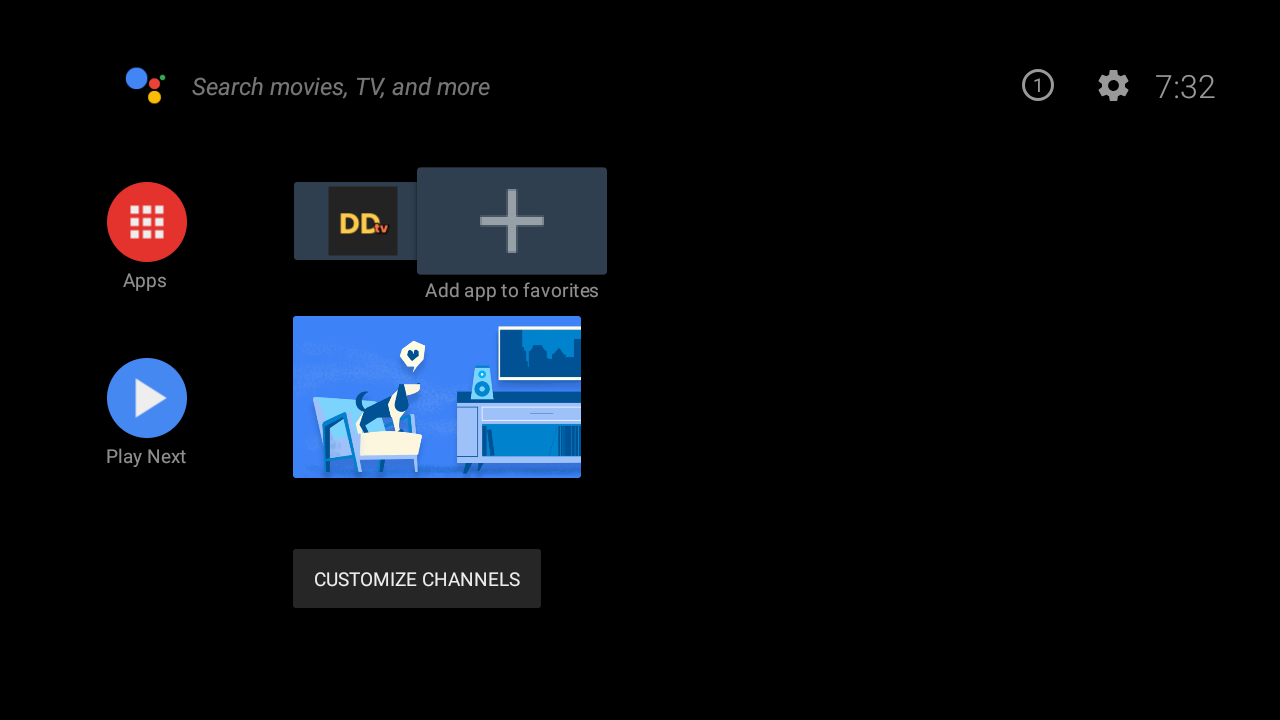 Search movies, TV, and more
1
7:32
Apps
DDtv
Add app to favorites
Play Next
CUSTOMIZE CHANNELS